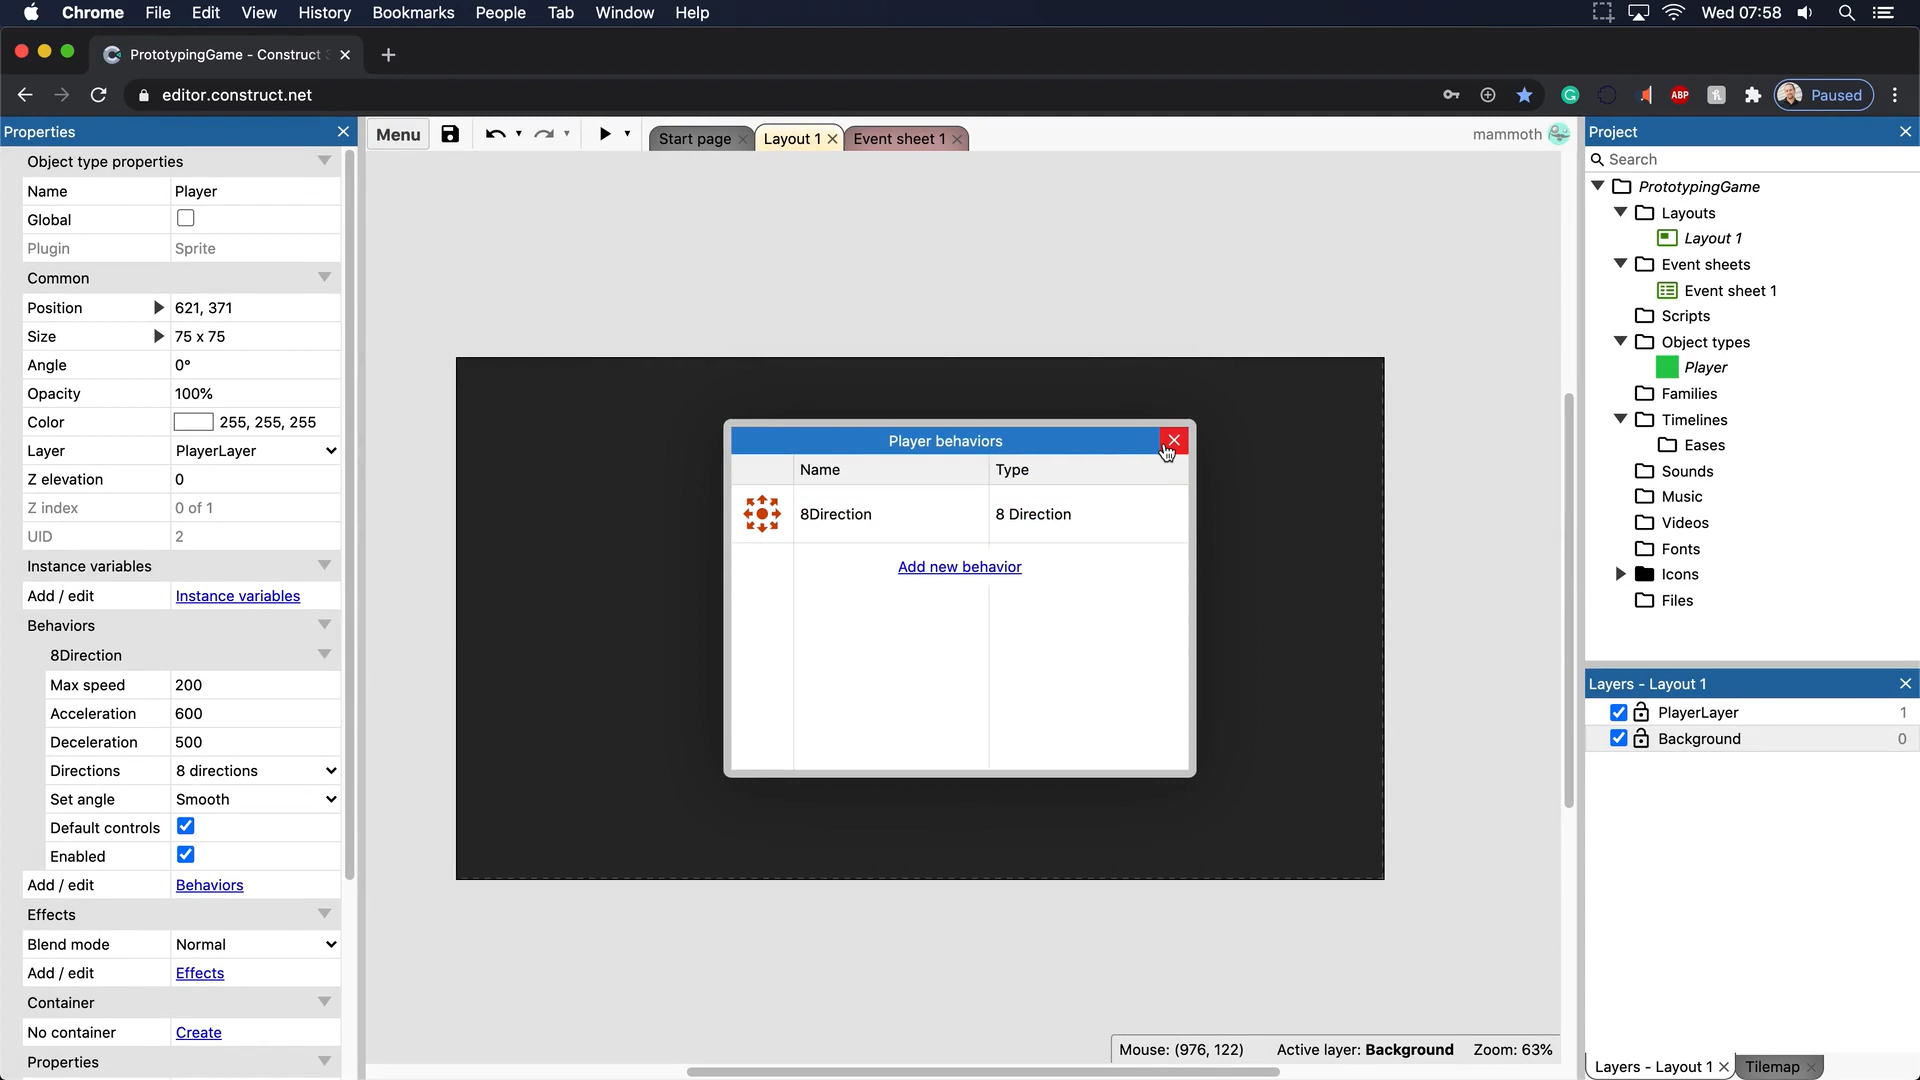 Chrome File Edit View History Bookmarks People Tab Window Help Wed 07:58
PrototypingGame - Construct
editor.construct.net
ABP
Paused
Properties
Menu
Start page
Layout 1
Event sheet 1
mammoth
Project
Object type properties
Name Player
Global
Plugin Sprite
Common
Position 621, 371
Size 75 x 75
Angle 0°
Opacity 100%
Color 255, 255, 255
Layer PlayerLayer
Z elevation 0
Z index 0 of 1
UID 2
Instance variables
Add / edit Instance variables
Behaviors
8Direction
Max speed 200
Acceleration 600
Deceleration 500
Directions 8 directions
Set angle Smooth
Default controls
Enabled
Add / edit Behaviors
Effects
Blend mode Normal
Add / edit Effects
Container
No container Create
Properties
Player behaviors
Name Type
8Direction 8 Direction
Add new behavior
Mouse: (976, 122) Active layer: Background Zoom: 63%
Search
PrototypingGame
Layouts
Layout 1
Event sheets
Event sheet 1
Scripts
Object types
Player
Families
Timelines
Eases
Sounds
Music
Videos
Fonts
Icons
Files
Layers - Layout 1
PlayerLayer 1
Background 0
Layers - Layout 1 Tilemap